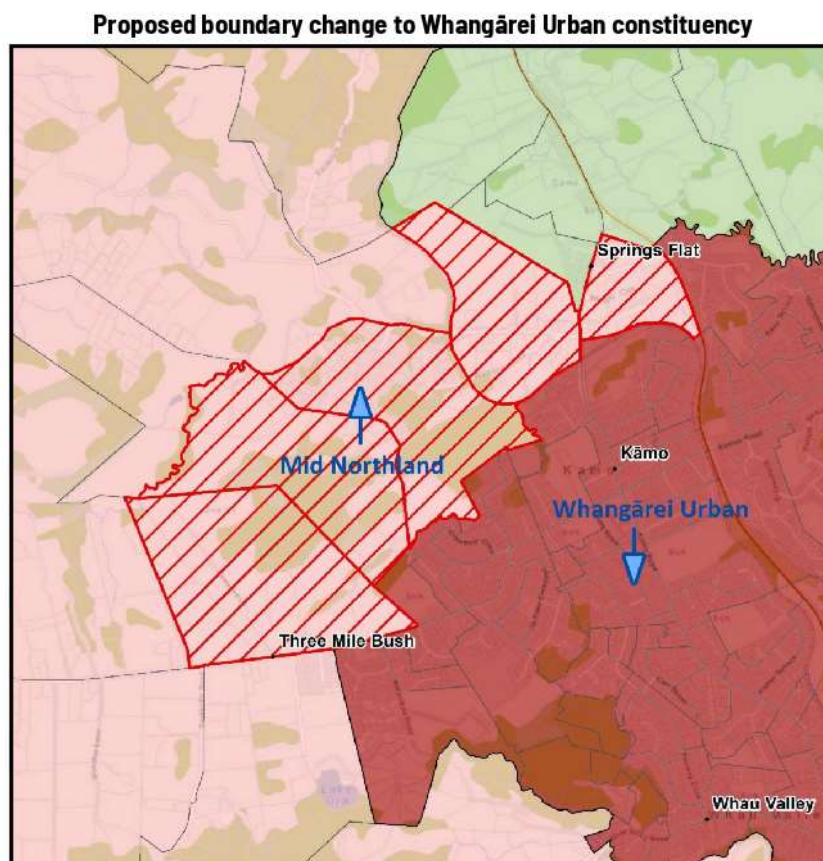 Proposed boundary change to Whangārei Urban constituency
Springs Flat
Mid Northland
Kāmo
Whangārei Urban
Three Mile Bush
Whau Valley